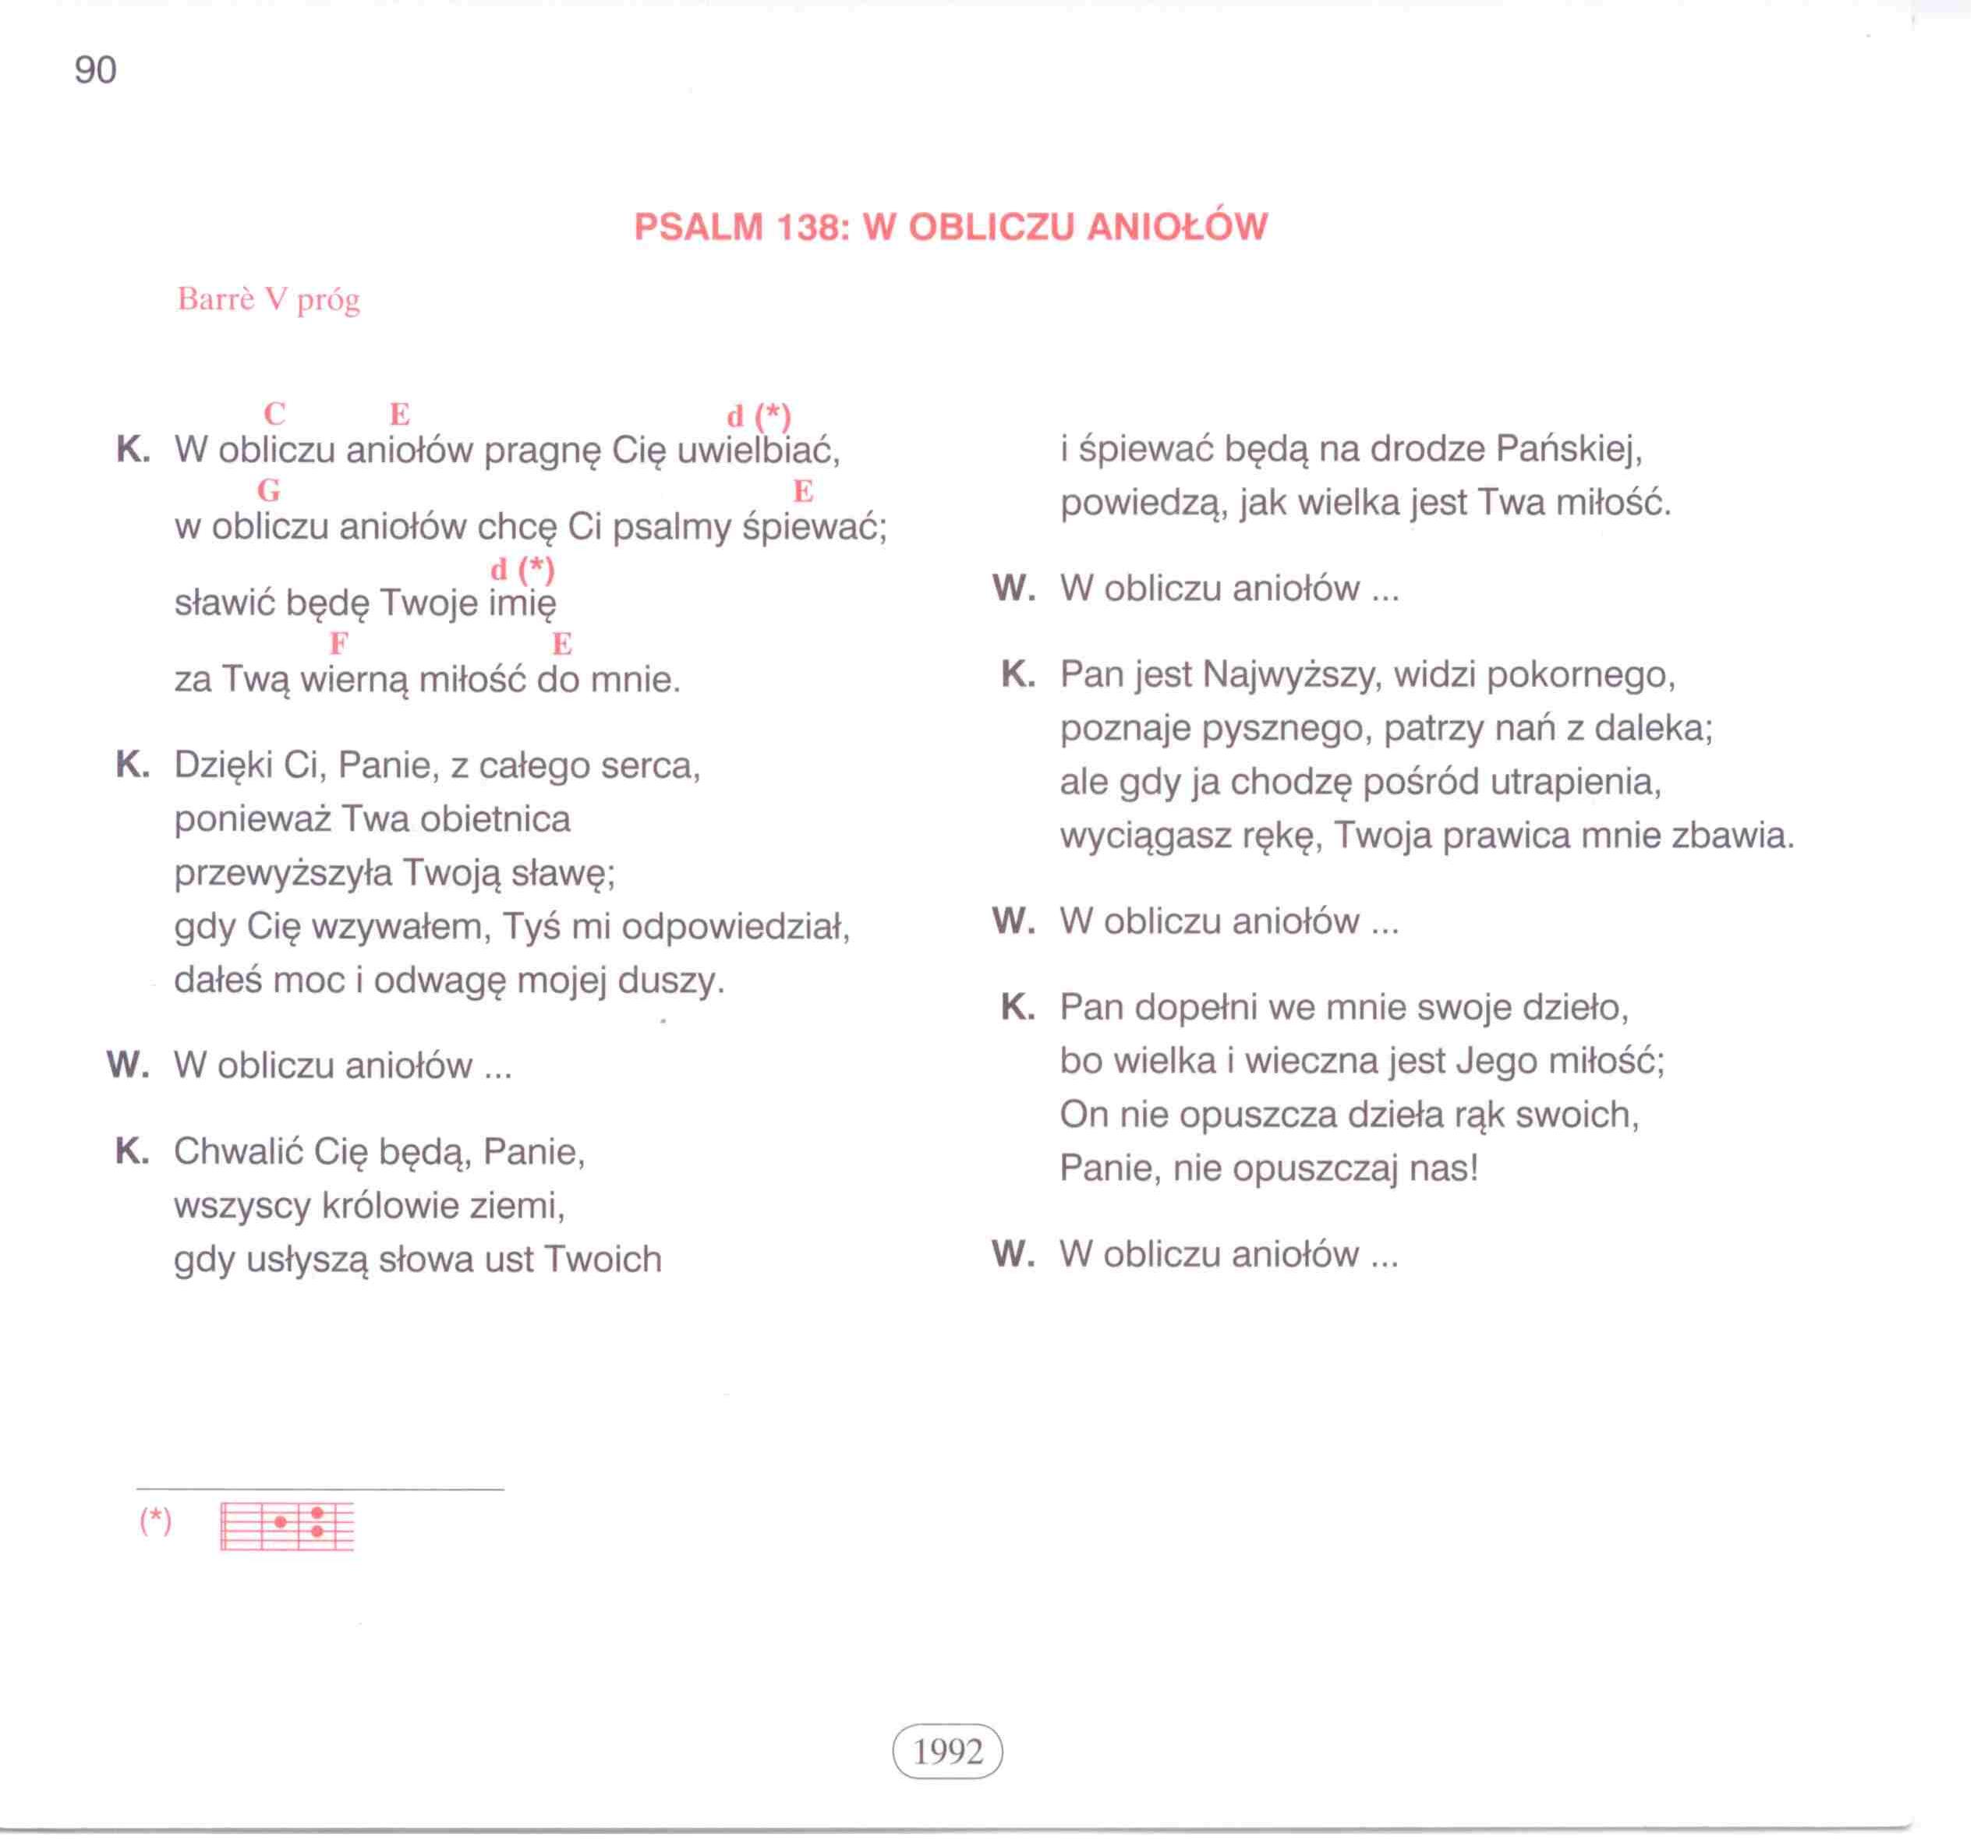 90
PSALM 138: W OBLICZU ANIOŁÓW
Barrè V próg
C E d (*)
K. W obliczu aniołów pragnę Cię uwielbiać,
G E
w obliczu aniołów chcę Ci psalmy śpiewać;
d (*)
sławić będę Twoje imię
F E
za Twą wierną miłość do mnie.
K. Dzięki Ci, Panie, z całego serca,
ponieważ Twa obietnica
przewyższyła Twoją sławę;
gdy Cię wzywałem, Tyś mi odpowiedział,
dałeś moc i odwagę mojej duszy.
W. W obliczu aniołów ...
K. Chwalić Cię będą, Panie,
wszyscy królowie ziemi,
gdy usłyszą słowa ust Twoich
i śpiewać będą na drodze Pańskiej,
powiedzą, jak wielka jest Twa miłość.
W. W obliczu aniołów ...
K. Pan jest Najwyższy, widzi pokornego,
poznaje pysznego, patrzy nań z daleka;
ale gdy ja chodzę pośród utrapienia,
wyciągasz rękę, Twoja prawica mnie zbawia.
W. W obliczu aniołów ...
K. Pan dopełni we mnie swoje dzieło,
bo wielka i wieczna jest Jego miłość;
On nie opuszcza dzieła rąk swoich,
Panie, nie opuszczaj nas!
W. W obliczu aniołów ...
(*)
1992